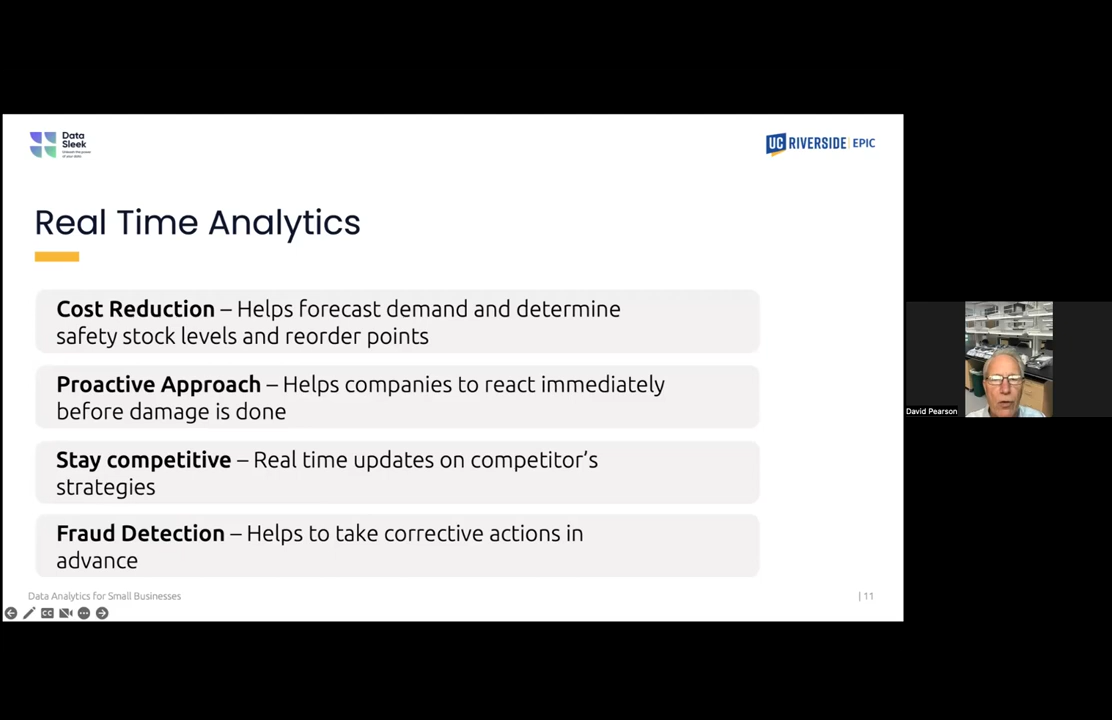 Data
Sleek
UC RIVERSIDE | EPIC
Real Time Analytics
Cost Reduction – Helps forecast demand and determine
safety stock levels and reorder points
Proactive Approach – Helps companies to react immediately
before damage is done
Stay competitive – Real time updates on competitor’s
strategies
Fraud Detection – Helps to take corrective actions in
advance
David Pearson
Data Analytics for Small Businesses
| 11
CC